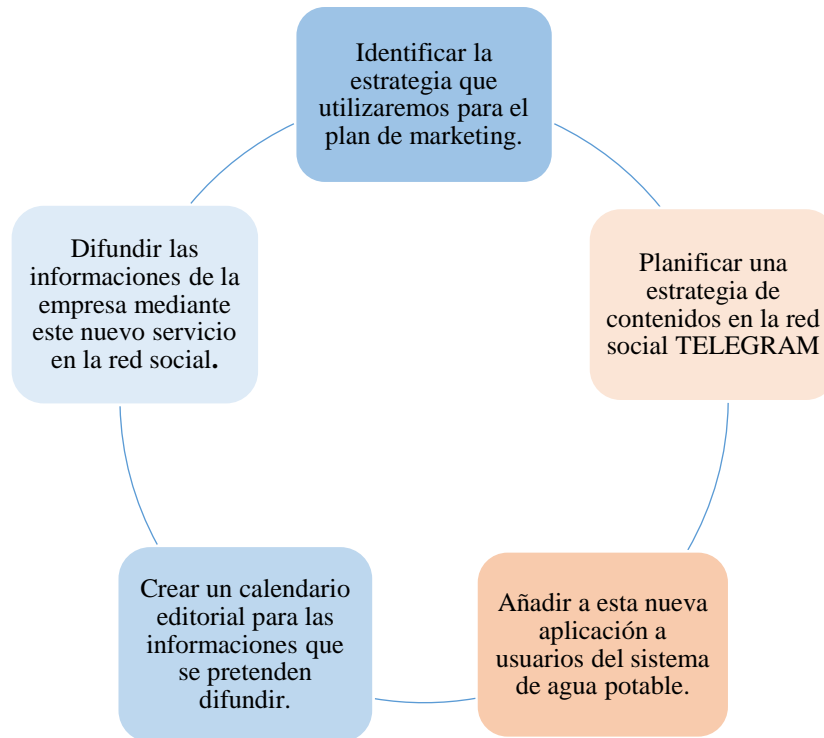 Identificar la
estrategia que
utilizaremos para el
plan de marketing.
Planificar una
estrategia de
contenidos en la red
social TELEGRAM
Añadir a esta nueva
aplicación a
usuarios del sistema
de agua potable.
Crear un calendario
editorial para las
informaciones que
se pretenden
difundir.
Difundir las
informaciones de la
empresa mediante
este nuevo servicio
en la red social.